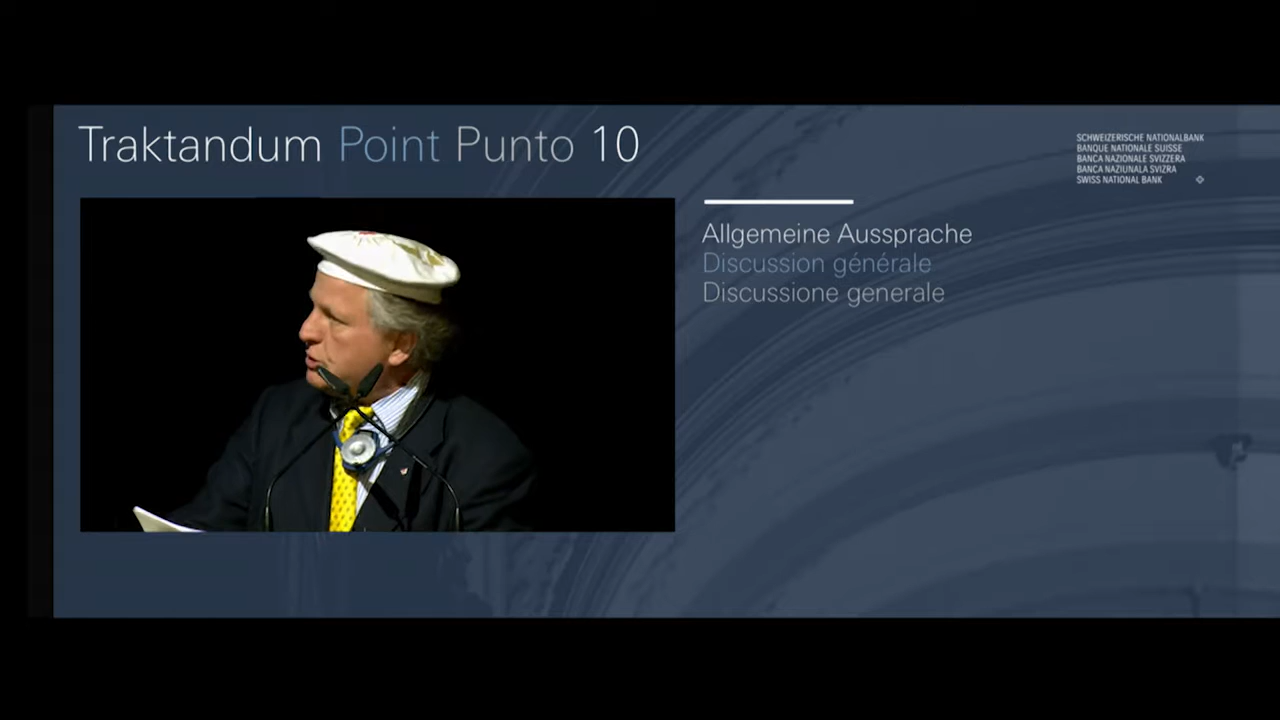 Traktandum Point Punto 10
SCHWEIZERISCHE NATIONALBANK
BANQUE NATIONALE SUISSE
BANCA NAZIONALE SVIZZERA
BANCA NAZIUNALA SVIZRA
SWISS NATIONAL BANK
Allgemeine Aussprache
Discussion générale
Discussione generale